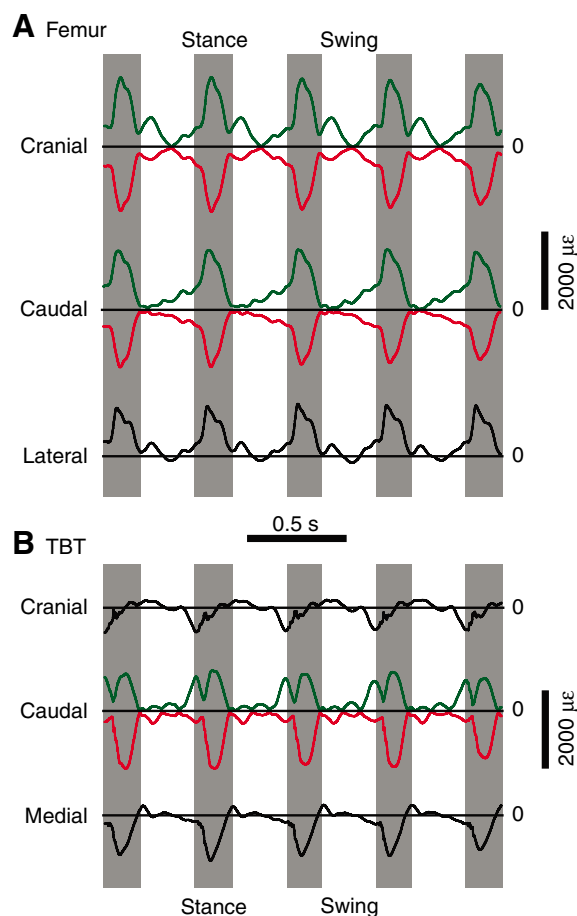 A Femur
Stance Swing
Cranial 0
Caudal 0
2000 µε
Lateral 0
0.5 s
B TBT
Cranial 0
Caudal 0
2000 µε
Medial 0
Stance Swing